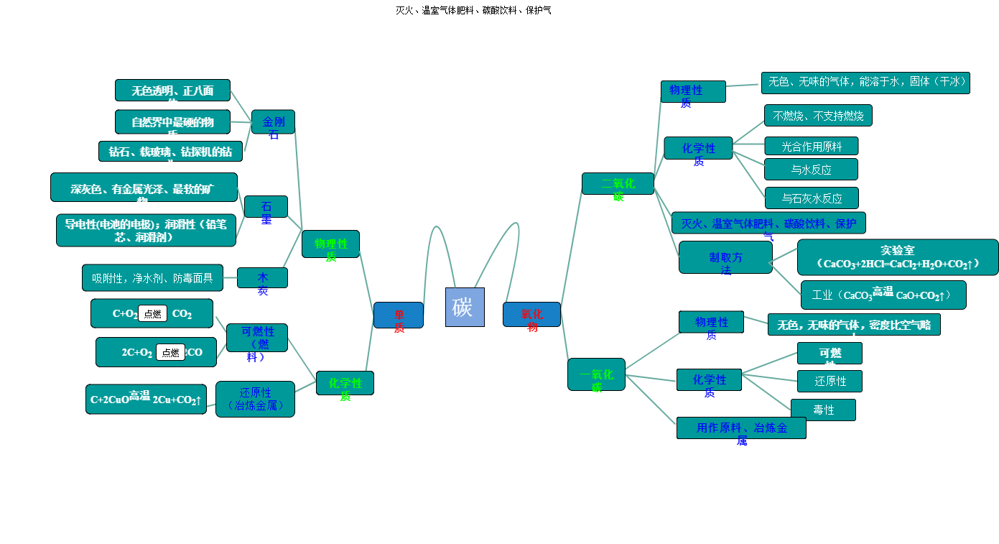 灭火、温室气体肥料、碳酸饮料、保护气
无色透明、正八面
自然界中最硬的物
质
钻石、载玻璃、钻探机的钻
金刚
石
深灰色、有金属光泽、最软的矿
物
导电性(电池的电极)；润滑性（铅笔
芯、润滑剂）
石
墨
吸附性，净水剂、防毒面具
木
炭
物理性
质
C+O2 点燃 CO2
2C+O2 点燃 2CO
可燃性
（燃
料）
C+2CuO高温 2Cu+CO2↑
还原性
（冶炼金属）
化学性
质
单
质
碳
氧化
物
二氧化
碳
物理性
质
无色、无味的气体，能溶于水，固体（干冰）
化学性
质
不燃烧、不支持燃烧
光合作用原料
与水反应
与石灰水反应
灭火、温室气体肥料、碳酸饮料、保护
气
制取方
法
实验室
（CaCO3+2HCl=CaCl2+H2O+CO2↑）
工业（CaCO3高温 CaO+CO2↑）
一氧化
碳
物理性
质
无色，无味的气体，密度比空气略
化学性
质
可燃
性
还原性
毒性
用作原料、冶炼金
属